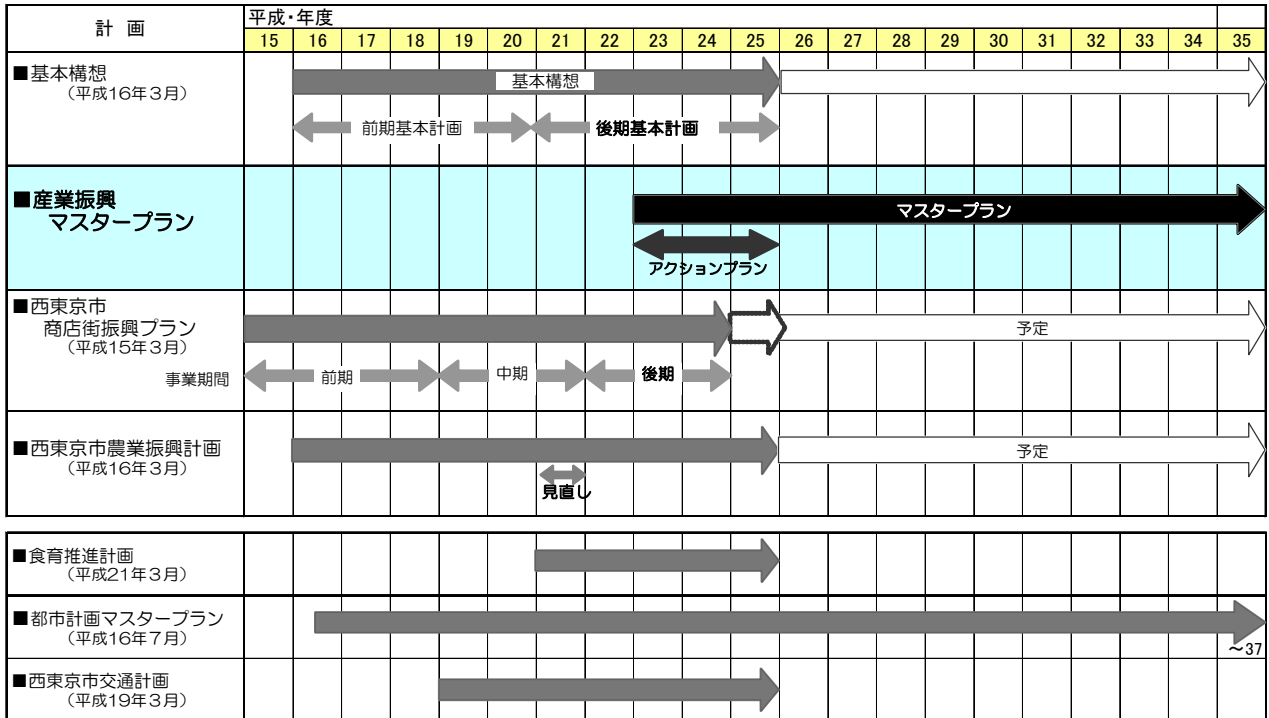 計 画
平成・年度
15 16 17 18 19 20 21 22 23 24 25 26 27 28 29 30 31 32 33 34 35
■基本構想
（平成16年３月）
基本構想
前期基本計画
後期基本計画
■産業振興
マスタープラン
マスタープラン
アクションプラン
■西東京市
商店街振興プラン
（平成15年３月）
予定
事業期間
前期
中期
後期
■西東京市農業振興計画
（平成16年３月）
予定
見直し
■食育推進計画
（平成21年３月）
■都市計画マスタープラン
（平成16年７月）
～37
■西東京市交通計画
（平成19年３月）